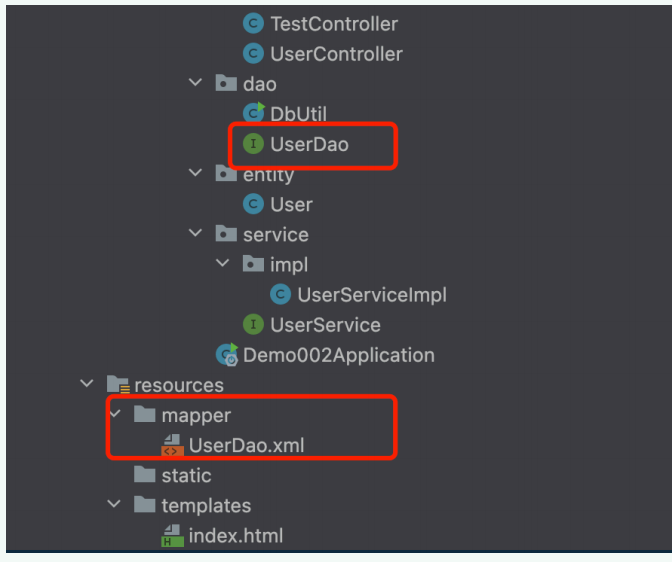 TestController
UserController
dao
DbUtil
UserDao
entity
User
service
impl
UserServiceImpl
UserService
Demo002Application
resources
mapper
UserDao.xml
static
templates
index.html